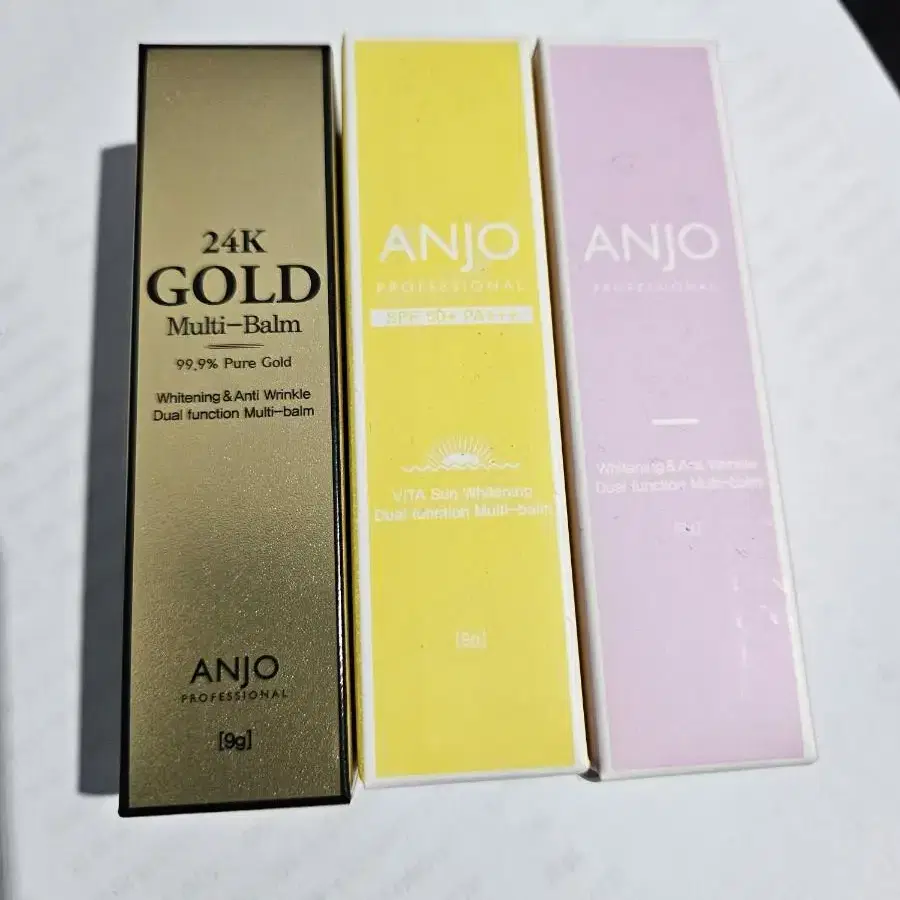 24K
GOLD
Multi-Balm
99.9% Pure Gold
Whitening & Anti Wrinkle
Dual function Multi-balm
ANJO
PROFESSIONAL
[9g]
ANJO
PROFESSIONAL
SPF 50+ PA+++
VITA Sun Whitening
Dual function Multi-balm
[9g]
ANJO
PROFESSIONAL
Whitening & Anti Wrinkle
Dual function Multi-balm
[9g]